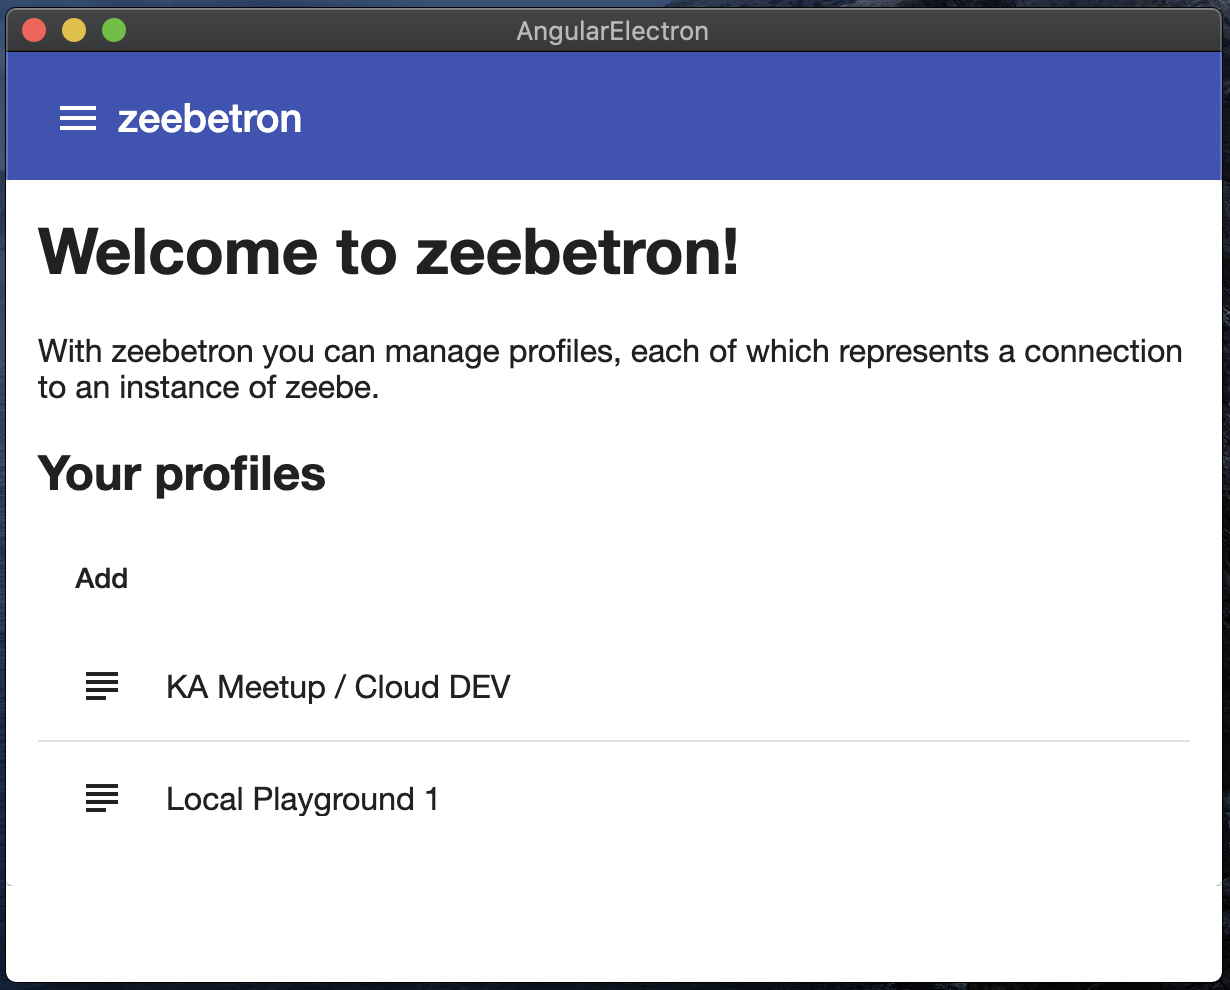 AngularElectron
zeebetron
Welcome to zeebetron!
With zeebetron you can manage profiles, each of which represents a connection
to an instance of zeebe.
Your profiles
Add
KA Meetup / Cloud DEV
Local Playground 1